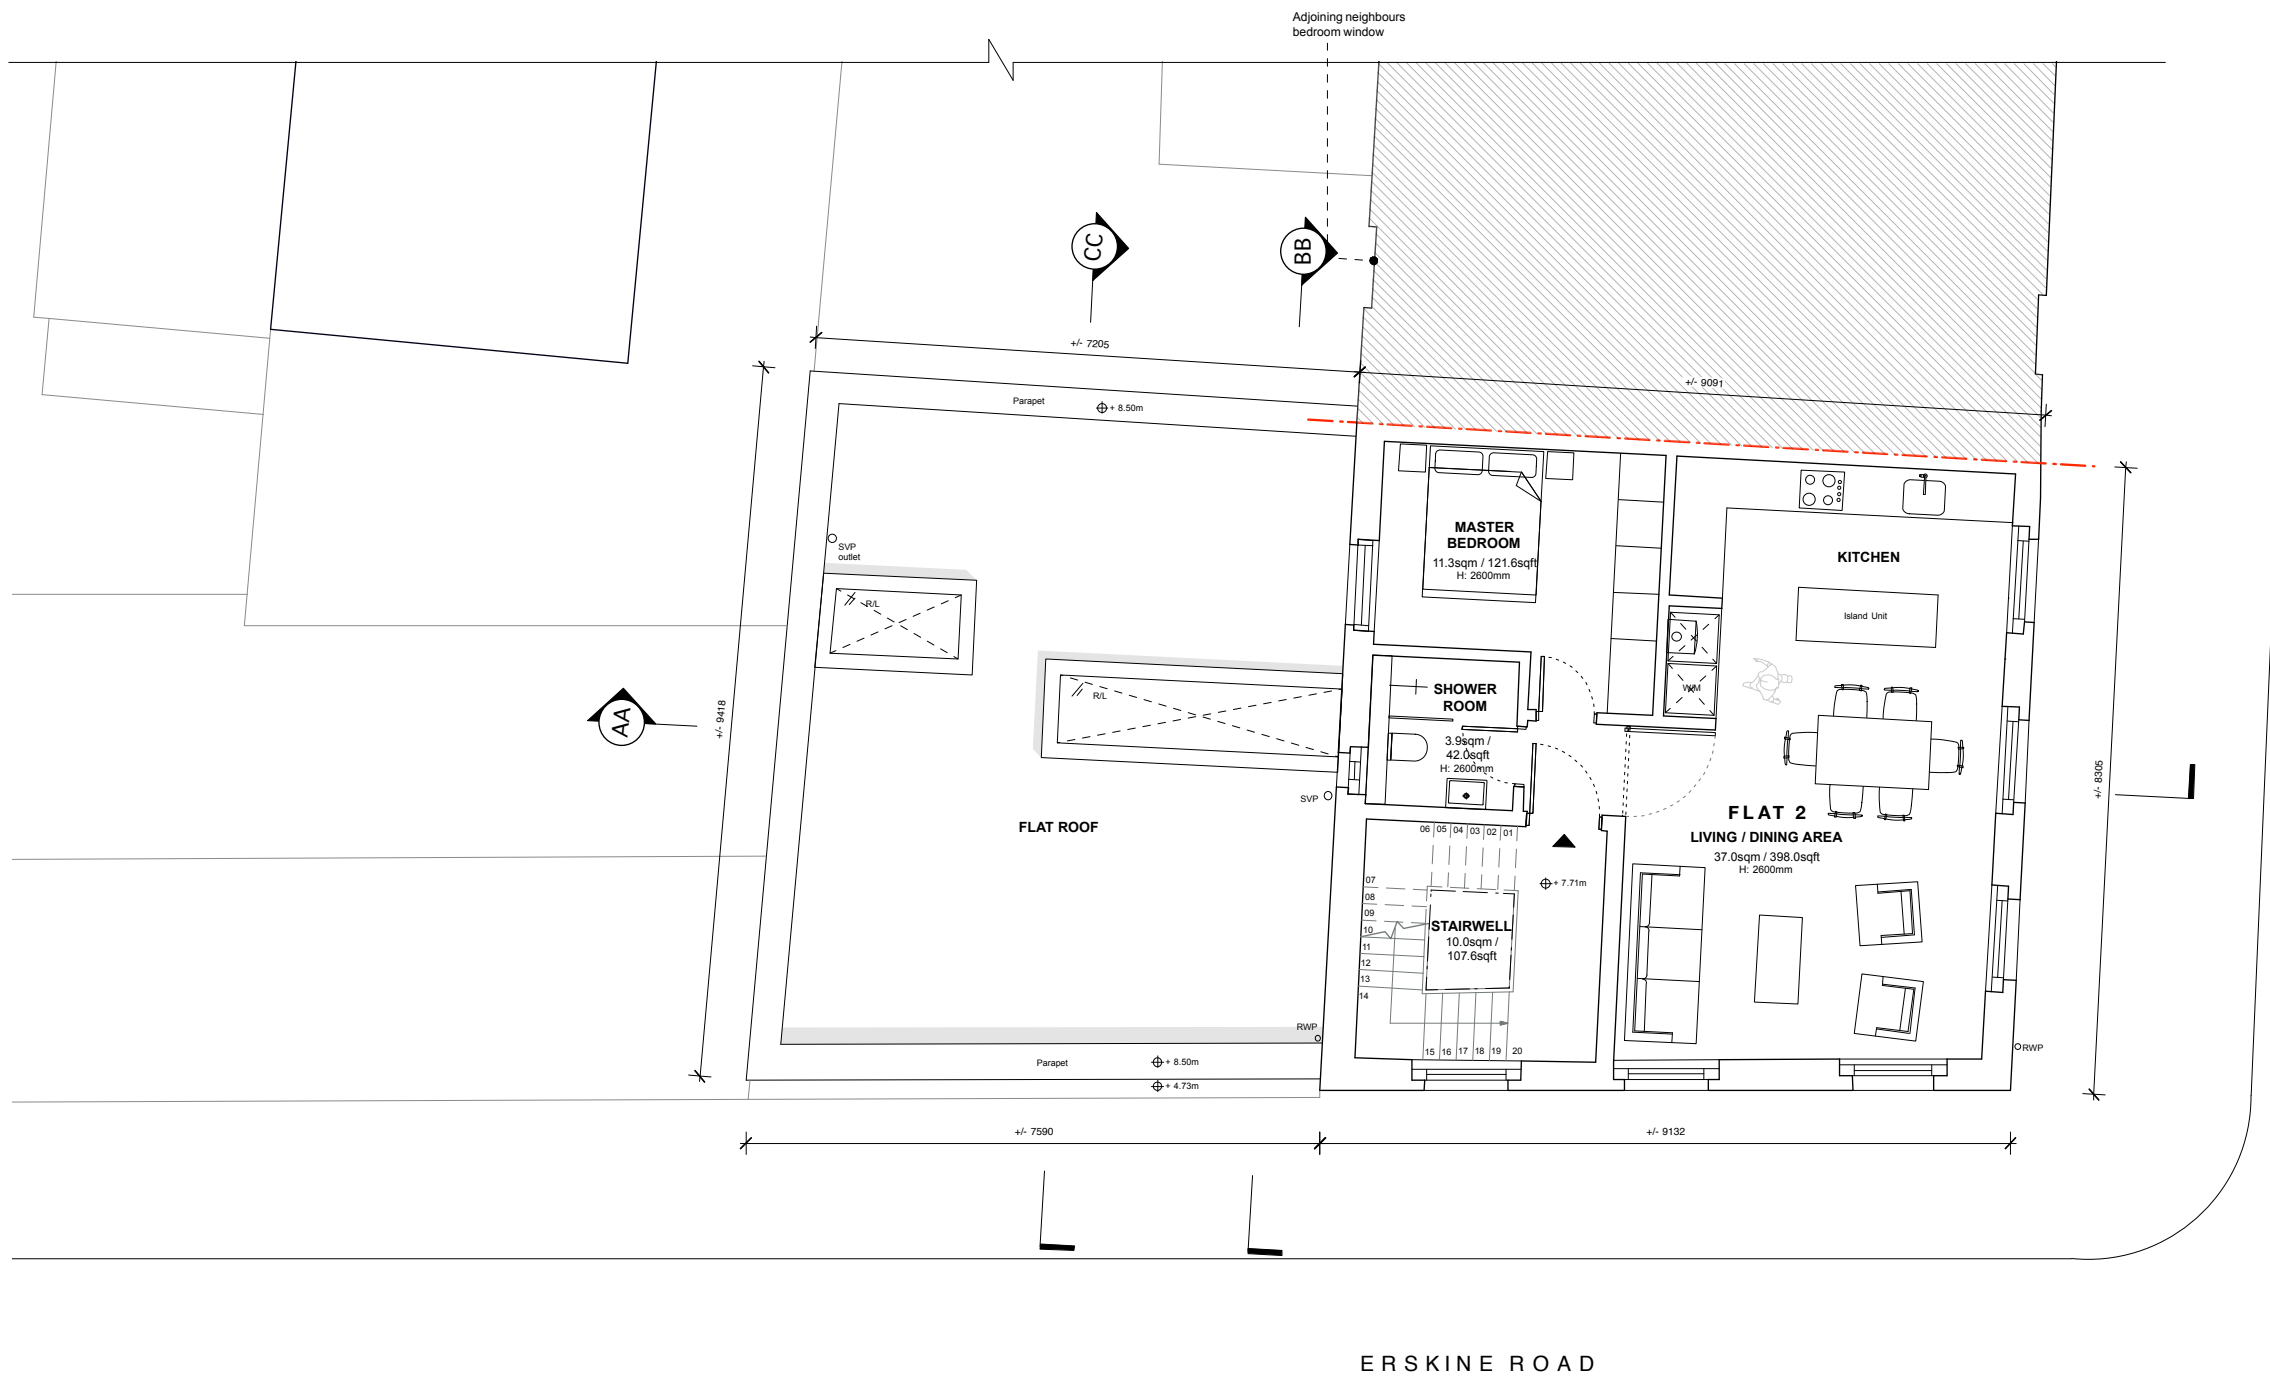 Adjoining neighbours
bedroom window
CC
BB
+/- 7205
+/- 9091
Parapet
+ 8.50m
SVP
outlet
R/L
R/L
AA
+/- 9418
MASTER
BEDROOM
11.3sqm / 121.6sqft
H: 2600mm
KITCHEN
Island Unit
W/M
SHOWER
ROOM
3.9sqm /
42.0sqft
H: 2600mm
SVP
FLAT ROOF
FLAT 2
LIVING / DINING AREA
37.0sqm / 398.0sqft
H: 2600mm
+/- 8305
06 05 04 03 02 01
07
08
09
10
11
12
13
14
+ 7.71m
STAIRWELL
10.0sqm /
107.6sqft
15 16 17 18 19 20
RWP
RWP
Parapet
+ 8.50m
+ 4.73m
+/- 7590
+/- 9132
ERSKINE ROAD